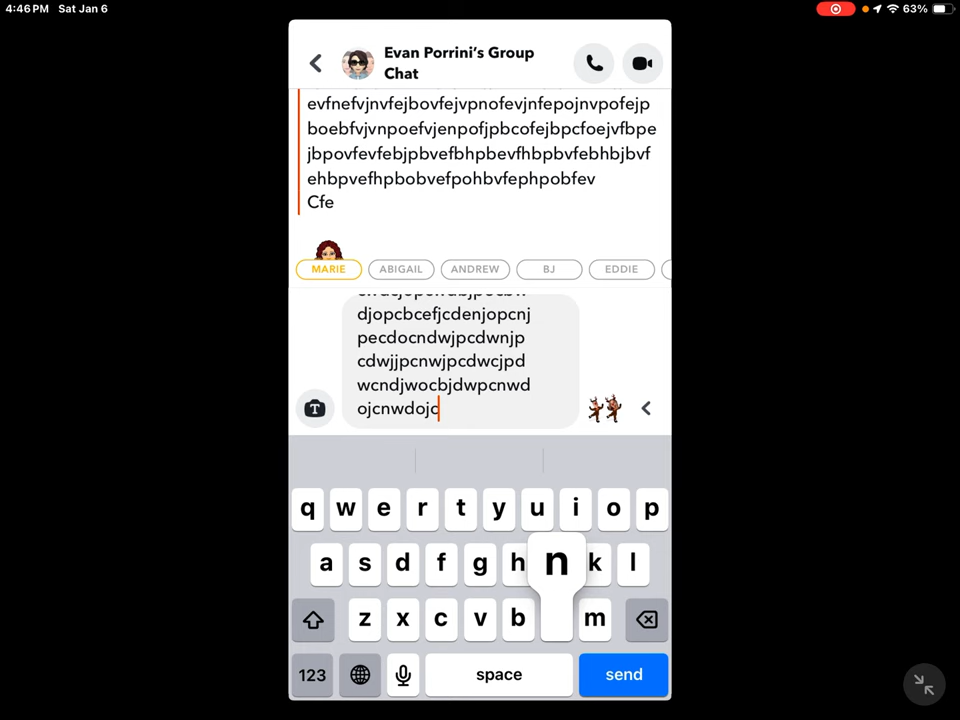 4:46 PM Sat Jan 6
63%
Evan Porrini's Group
Chat
evfnefvjnvfejbovfejvpnofevjnfepojnvpofejp
boebfvjvnpoefvjenpofjpbcofejbpcfoejvfbpe
jbpovfevfebjpbvefbhpbevfhbpbvfebhbjbvf
ehbpvefhpbobvefpohbvfephpobfev
Cfe
MARIE ABIGAIL ANDREW BJ EDDIE
djopcbcefjcdenjopcnj
pecdocndwjpcdwnjp
cdwjjpcnwjpcdwcjpd
wcndjwocbjdwpcnwd
ojcnwdojc
T
q w e r t y u i o p
a s d f g h n k l
z x c v b m
123 space send